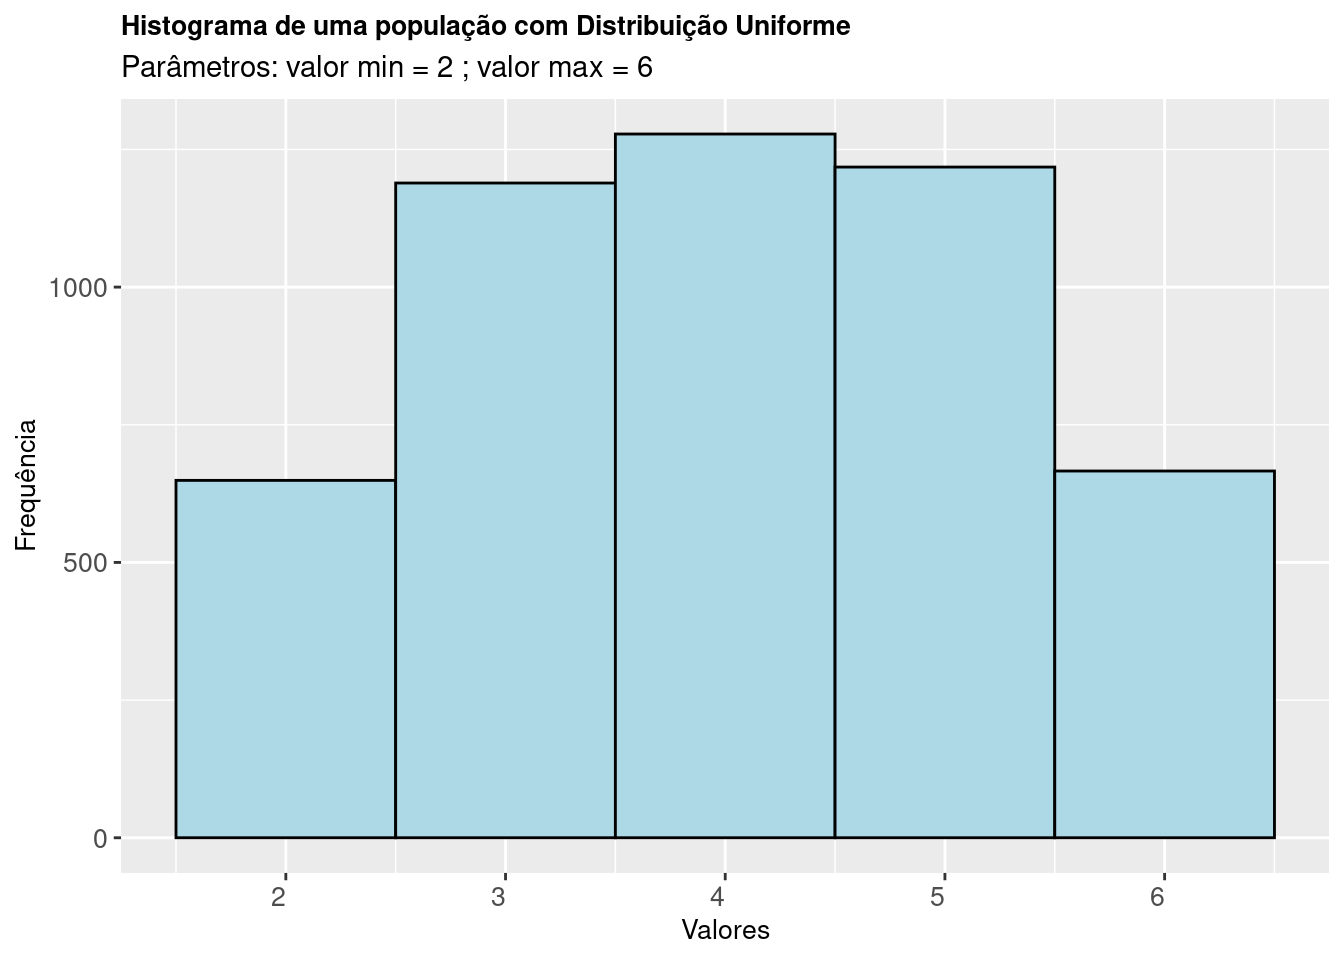 Histograma de uma população com Distribuição Uniforme
Parâmetros: valor min = 2 ; valor max = 6
1000
500
0
Frequência
2 3 4 5 6
Valores